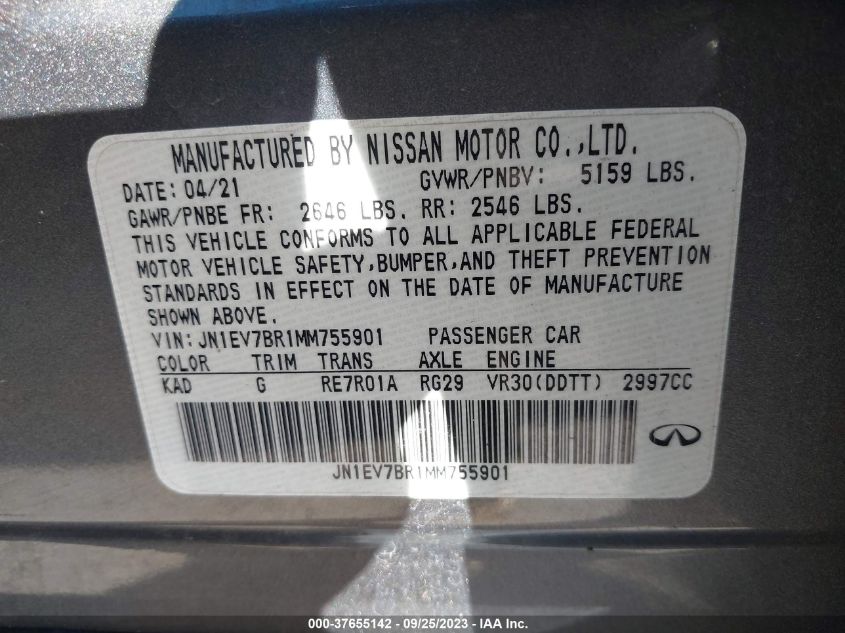 MANUFACTURED BY NISSAN MOTOR CO.,LTD.
DATE: 04/21 GVWR/PNBV: 5159 LBS.
GAWR/PNBE FR: 2646 LBS. RR: 2546 LBS.
THIS VEHICLE CONFORMS TO ALL APPLICABLE FEDERAL
MOTOR VEHICLE SAFETY,BUMPER,AND THEFT PREVENTION
STANDARDS IN EFFECT ON THE DATE OF MANUFACTURE
SHOWN ABOVE.
VIN:JN1EV7BR1MM755901 PASSENGER CAR
COLOR TRIM TRANS AXLE ENGINE
KAD G RE7R01A RG29 VR30(DDTT) 2997CC
JN1EV7BR1MM755901
000-37655142 - 09/25/2023 - IAA Inc.